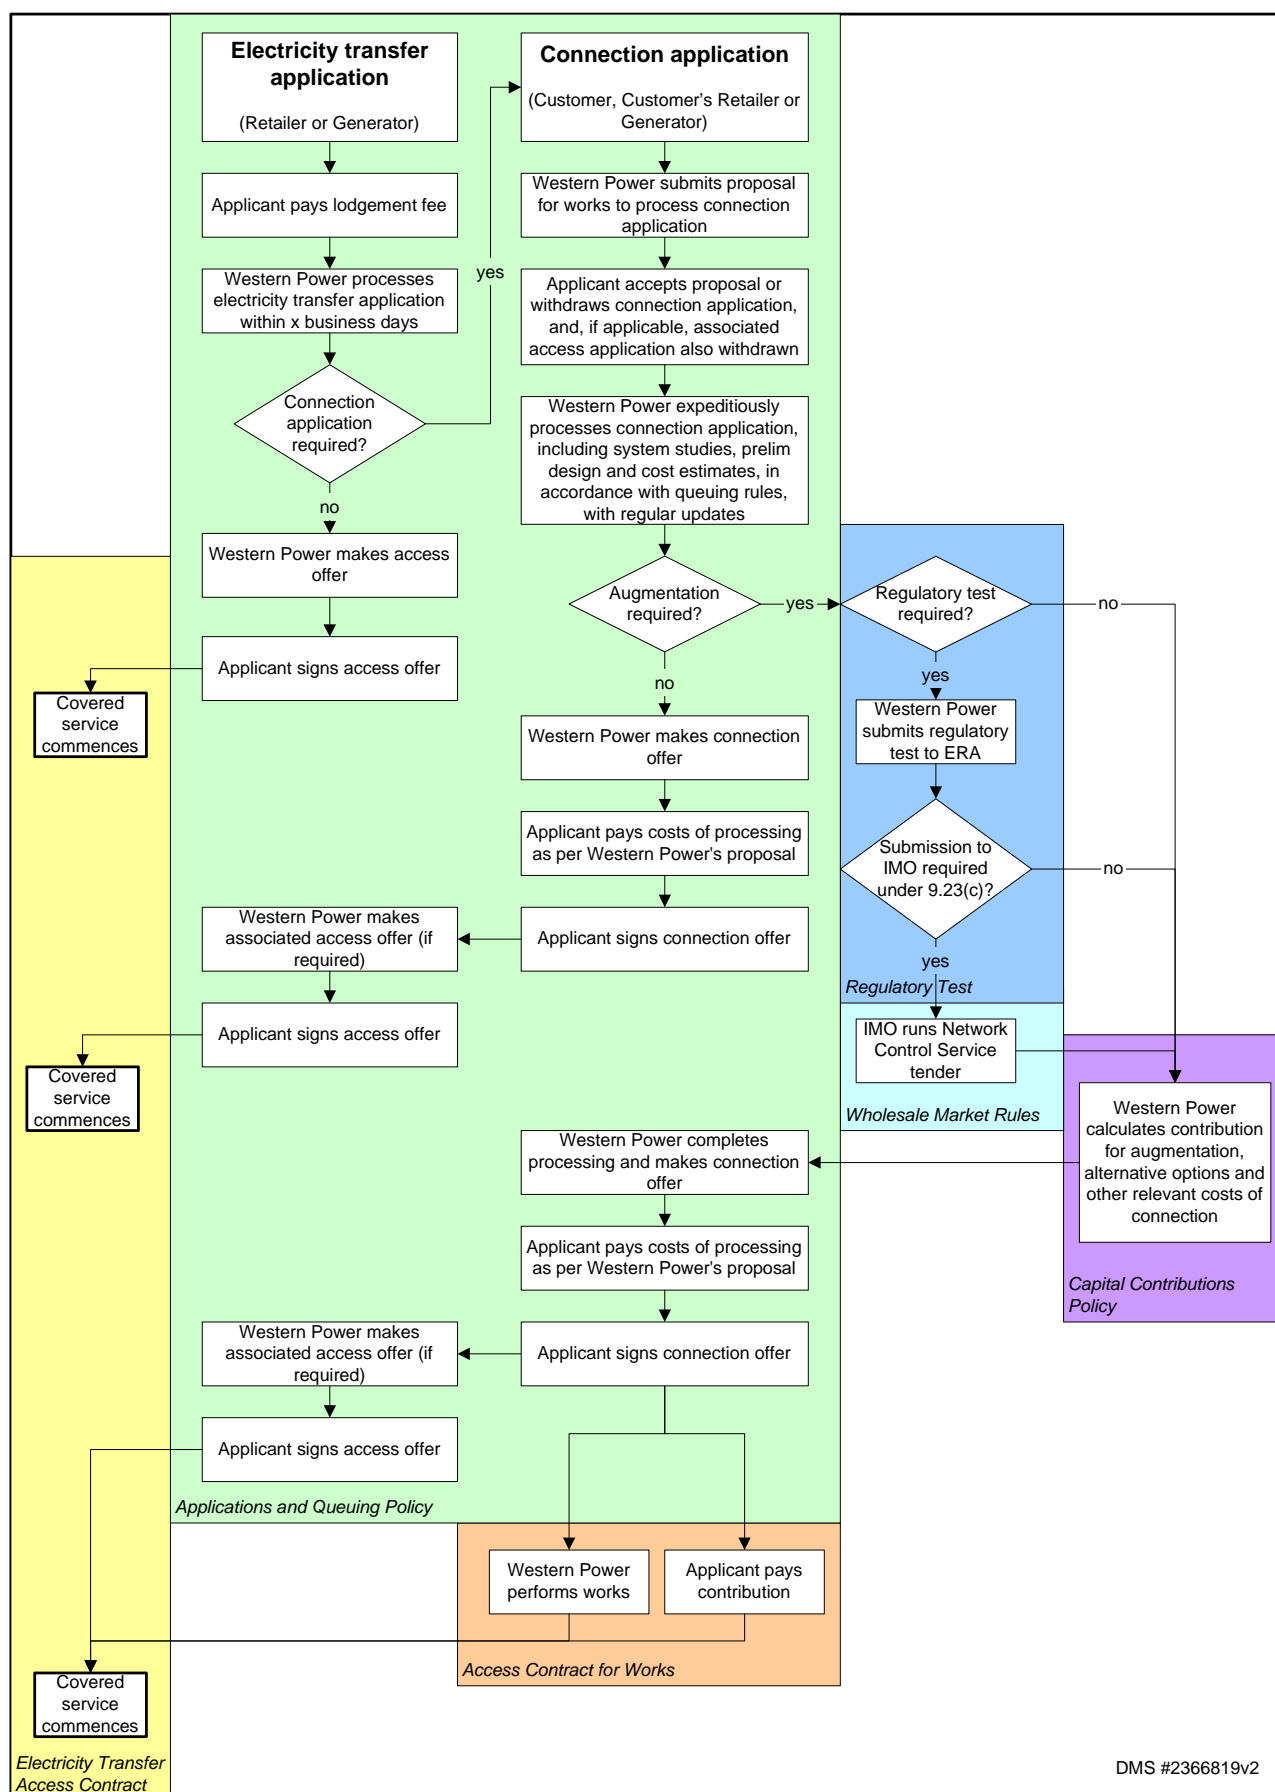 Electricity transfer
application
(Retailer or Generator)
Connection application
(Customer, Customer's Retailer or
Generator)
Applicant pays lodgement fee
Western Power submits proposal
for works to process connection
application
yes
Western Power processes
electricity transfer application
within x business days
Applicant accepts proposal or
withdraws connection application,
and, if applicable, associated
access application also withdrawn
Connection
application
required?
Western Power expeditiously
processes connection application,
including system studies, prelim
design and cost estimates, in
accordance with queuing rules,
with regular updates
no
Western Power makes access
offer
Augmentation
required?
yes
Regulatory test
required?
no
Applicant signs access offer
no
yes
Covered
service
commences
Western Power makes connection
offer
Western Power
submits regulatory
test to ERA
Applicant pays costs of processing
as per Western Power's proposal
Submission to
IMO required
under 9.23(c)?
no
Western Power makes
associated access offer (if
required)
Applicant signs connection offer
yes
Regulatory Test
Applicant signs access offer
IMO runs Network
Control Service
tender
Covered
service
commences
Wholesale Market Rules
Western Power
calculates contribution
for augmentation,
alternative options and
other relevant costs of
connection
Western Power completes
processing and makes connection
offer
Applicant pays costs of processing
as per Western Power's proposal
Capital Contributions
Policy
Western Power makes
associated access offer (if
required)
Applicant signs connection offer
Applicant signs access offer
Applications and Queuing Policy
Western Power
performs works
Applicant pays
contribution
Access Contract for Works
Covered
service
commences
Electricity Transfer
Access Contract
DMS #2366819v2